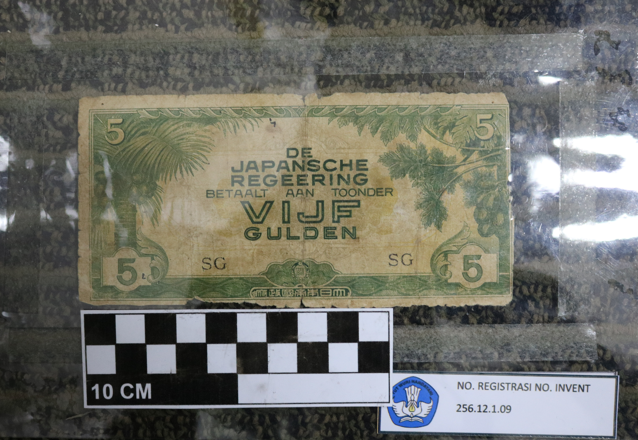 5 5
DE
JAPANSCHE
REGEERING
BETAALT AAN TOONDER
VIJF
GULDEN
SG SG
5 5
10 CM
NO. REGISTRASI NO. INVENT
256.12.1.09